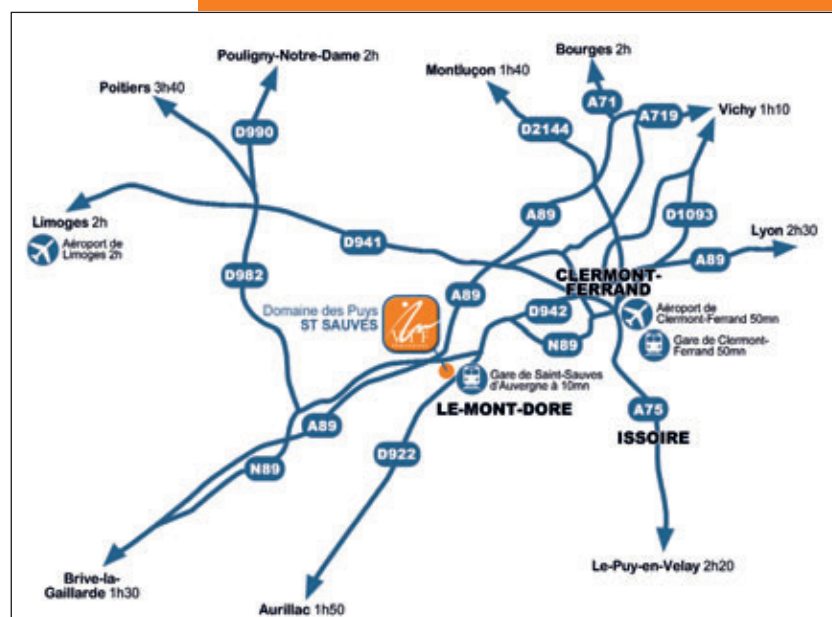 Pouligny-Notre-Dame 2h
Bourges 2h
Poitiers 3h40
Montluçon 1h40
A71
A719
Vichy 1h10
D990
D2144
Limoges 2h
Aéroport de
Limoges 2h
A89
D1093
Lyon 2h30
D941
A89
D982
CLERMONT-
FERRAND
Domaine des Puys
ST SAUVES
VTF
A89
D942
Aéroport de
Clermont-Ferrand 50mn
N89
Gare de Clermont-
Ferrand 50mn
Gare de Saint-Sauves
d'Auvergne à 10mn
LE-MONT-DORE
A75
A89
ISSOIRE
D922
N89
Brive-la-
Gaillarde 1h30
Le-Puy-en-Velay 2h20
Aurillac 1h50